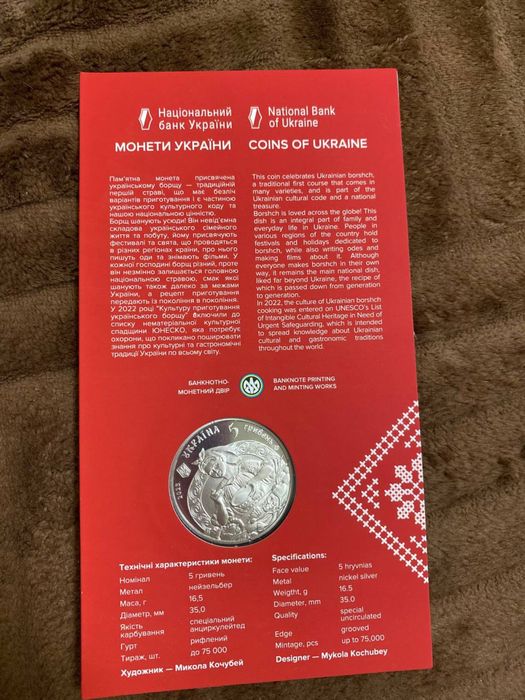 Національний
банк України
National Bank
of Ukraine
МОНЕТИ УКРАЇНИ
COINS OF UKRAINE
Пам'ятна монета присвячена
українському борщу — традиційній
першій страві, що має безліч
варіантів приготування і є частиною
українського культурного коду та
нашою національною цінністю.
Борщ шанують усюди! Він невід'ємна
складова українського сімейного
життя та побуту, йому присвячують
фестивалі та свята, що проводяться
в різних регіонах країни, про нього
пишуть оди та знімають фільми. У
кожної господині борщ різний, проте
він незмінно залишається головною
національною стравою, смак якої
шанують також далеко за межами
України, а рецепт приготування
передають із покоління в покоління.
У 2022 році "Культуру приготування
українського борщу" включили до
списку нематеріальної культурної
спадщини ЮНЕСКО, яка потребує
охорони, що покликано поширювати
знання про культурні та гастрономічні
традиції України по всьому світу.
This coin celebrates Ukrainian borshch,
a traditional first course that comes in
many varieties, and is part of the
Ukrainian cultural code and a national
treasure.
Borshch is loved across the globe! This
dish is an integral part of family and
everyday life of Ukraine. People in
various regions of the country hold
festivals and holidays dedicated to
borshch, while also writing odes and
making films about it. Although
everyone makes borshch in their own
way, it remains the main national dish,
liked far beyond Ukraine, the recipe of
which is passed down from generation
to generation.
In 2022, the culture of Ukrainian borshch
cooking was entered on UNESCO's List
of Intangible Cultural Heritage in Need of
Urgent Safeguarding, which is intended
to spread knowledge about Ukrainian
cultural and gastronomic traditions
throughout the world.
БАНКНОТНО-
МОНЕТНИЙ ДВІР
BANKNOTE PRINTING
AND MINTING WORKS
УКРАЇНА 5 гривень
2023
Технічні характеристики монети:
Номінал 5 гривень
Метал нейзильбер
Маса, г 16,5
Діаметр, мм 35,0
Якість карбування спеціальний анциркулейтед
Гурт рифлений
Тираж, шт. до 75 000
Художник — Микола Кочубей
Specifications:
Face value 5 hryvnias
Metal nickel silver
Weigtht, g 16.5
Diameter, mm 35.0
Quality special
uncirculated
Edge grooved
Mintage, pcs up to 75,000
Designer — Mykola Kochubey